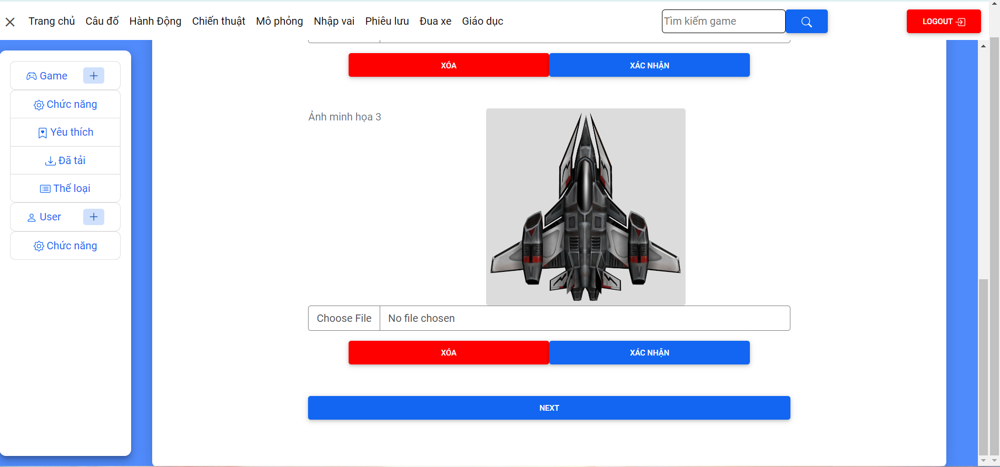 Trang chủ Câu đố Hành Động Chiến thuật Mô phỏng Nhập vai Phiêu lưu Đua xe Giáo dục Tìm kiếm game LOGOUT
Game
Chức năng
Yêu thích
Đã tải
Thể loại
User
Chức năng
XÓA XÁC NHẬN
Ảnh minh họa 3
Choose File No file chosen
XÓA XÁC NHẬN
NEXT